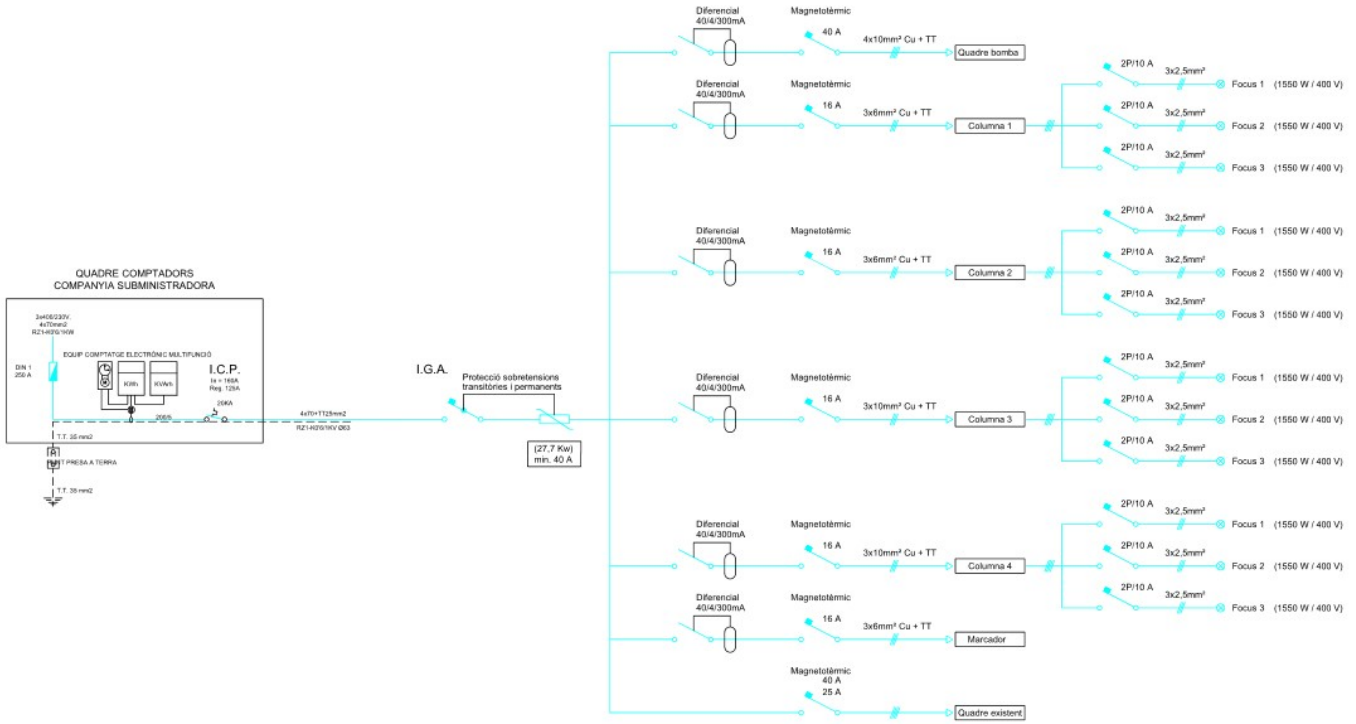 Diferencial
40/4/300mA
Magnetotèrmic
40 A
4x10mm² Cu + TT
Quadre bomba
Diferencial
40/4/300mA
Magnetotèrmic
16 A
3x6mm² Cu + TT
Columna 1
2P/10 A
3x2,5mm²
Focus 1 (1550 W / 400 V)
2P/10 A
3x2,5mm²
Focus 2 (1550 W / 400 V)
2P/10 A
3x2,5mm²
Focus 3 (1550 W / 400 V)
Diferencial
40/4/300mA
Magnetotèrmic
16 A
3x6mm² Cu + TT
Columna 2
2P/10 A
3x2,5mm²
Focus 1 (1550 W / 400 V)
2P/10 A
3x2,5mm²
Focus 2 (1550 W / 400 V)
2P/10 A
3x2,5mm²
Focus 3 (1550 W / 400 V)
QUADRE COMPTADORS
COMPANYIA SUBMINISTRADORA
3x400/230V.
4x70mm2
DIN 1
250 A
EQUIP COMPTATGE ELECTRÒNIC MULTIFUNCIÓ
KWh
KVArh
I.C.P.
In = 160A
Reg. 125A
20KA
200/5
T.T. 35 mm2
PRESA A TERRA
T.T. 35 mm2
4x70+TT25mm2
I.G.A.
Protecció sobretensions
transitòries i permanents
(27,7 Kw)
min. 40 A
Diferencial
40/4/300mA
Magnetotèrmic
16 A
3x10mm² Cu + TT
Columna 3
2P/10 A
3x2,5mm²
Focus 1 (1550 W / 400 V)
2P/10 A
3x2,5mm²
Focus 2 (1550 W / 400 V)
2P/10 A
3x2,5mm²
Focus 3 (1550 W / 400 V)
Diferencial
40/4/300mA
Magnetotèrmic
16 A
3x10mm² Cu + TT
Columna 4
2P/10 A
3x2,5mm²
Focus 1 (1550 W / 400 V)
2P/10 A
3x2,5mm²
Focus 2 (1550 W / 400 V)
2P/10 A
3x2,5mm²
Focus 3 (1550 W / 400 V)
Diferencial
40/4/300mA
Magnetotèrmic
16 A
3x6mm² Cu + TT
Marcador
Magnetotèrmic
40 A
25 A
Quadre existent